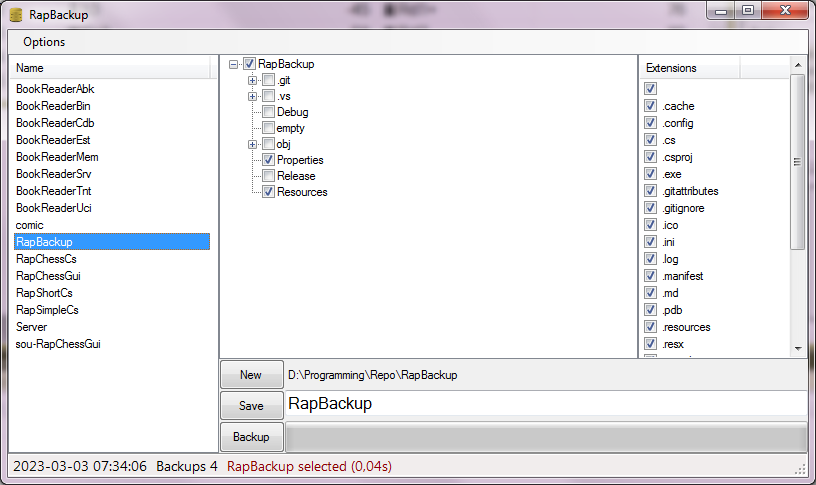 RapBackup
Options
Name
BookReaderAbk
BookReaderBin
BookReaderCdb
BookReaderEst
BookReaderMem
BookReaderSrv
BookReaderTnt
BookReaderUci
comic
RapBackup
RapChessCs
RapChessGui
RapShortCs
RapSimpleCs
Server
sou-RapChessGui
RapBackup
.git
.vs
Debug
empty
obj
Properties
Release
Resources
Extensions
.cache
.config
.cs
.csproj
.exe
.gitattributes
.gitignore
.ico
.ini
.log
.manifest
.md
.pdb
.resources
.resx
New D:\Programming\Repo\RapBackup
Save RapBackup
Backup
2023-03-03 07:34:06 Backups 4 RapBackup selected (0,04s)